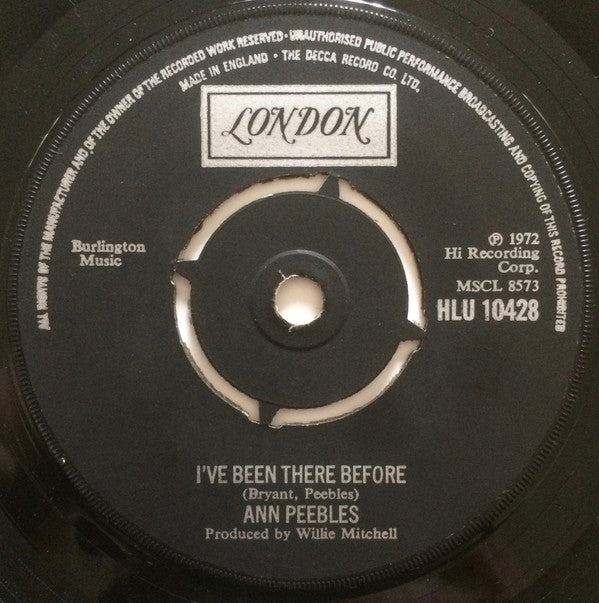 ALL RIGHTS OF THE MANUFACTURER AND OF THE OWNER OF THE RECORDED WORK RESERVED · UNAUTHORISED PUBLIC PERFORMANCE BROADCASTING AND COPYING OF THIS RECORD PROHIBITED
MADE IN ENGLAND · THE DECCA RECORD CO. LTD.
LONDON
Burlington
Music
℗ 1972
Hi Recording
Corp.
MSCL 8573
HLU 10428
I'VE BEEN THERE BEFORE
(Bryant, Peebles)
ANN PEEBLES
Produced by Willie Mitchell